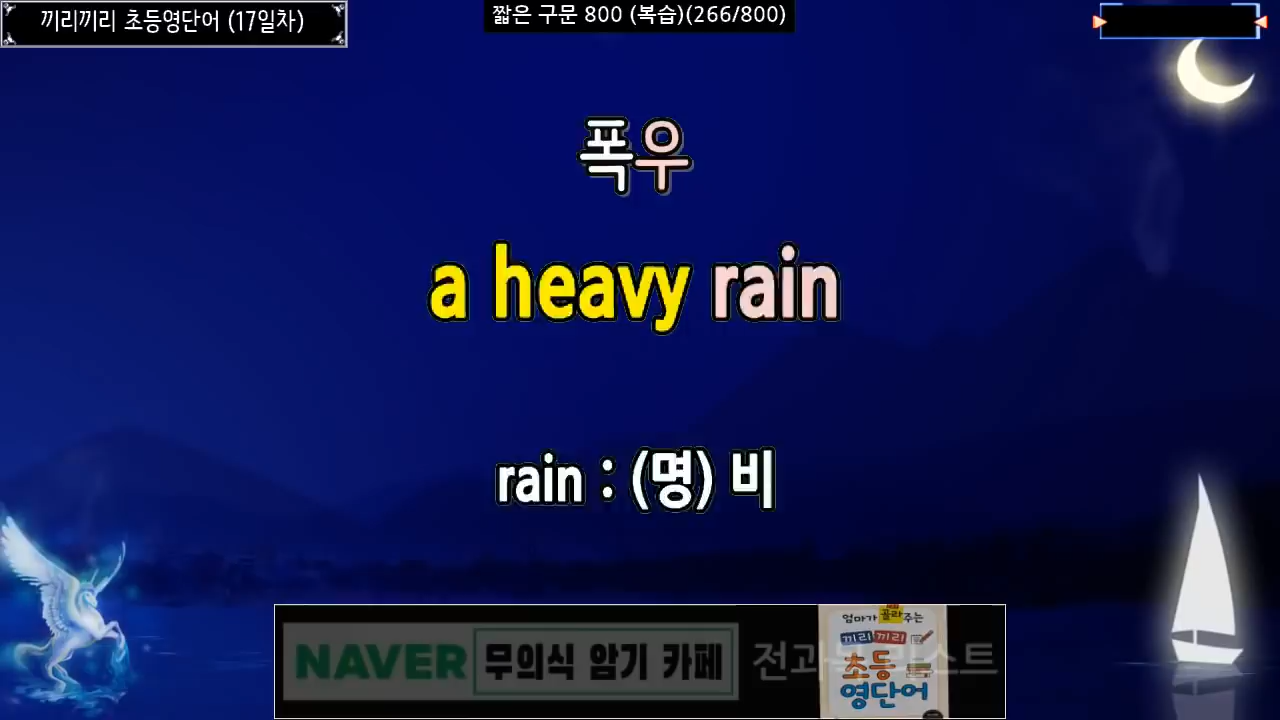 끼리끼리 초등영단어 (17일차)
짧은 구문 800 (복습)(266/800)
폭우
a heavy rain
rain : (명) 비
NAVER 무의식 암기 카페
엄마가 골라주는
끼리끼리
초등
영단어